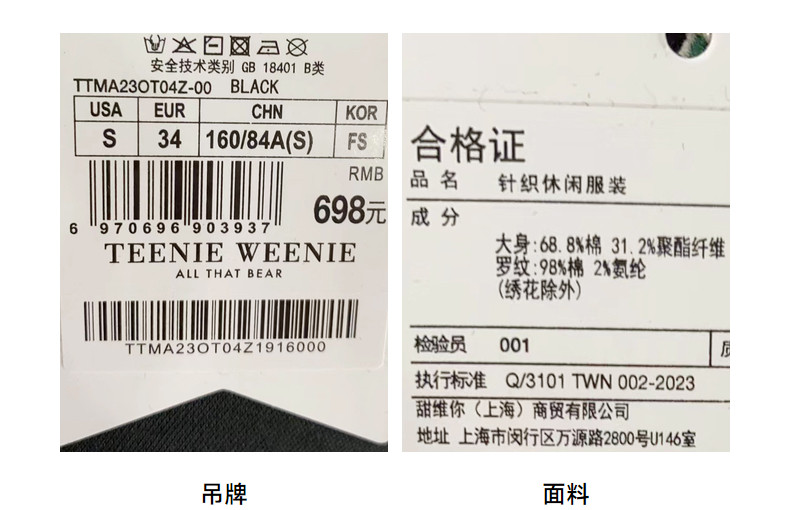 安全技术类别 GB 18401 B类
TTMA23OT04Z-00 BLACK
USA EUR CHN KOR
S 34 160/84A(S) FS
RMB
698元
6 970696 903937
TEENIE WEENIE
ALL THAT BEAR
TTMA23OT04Z1916000
吊牌
合格证
品 名 针织休闲服装
成 分
大身:68.8%棉 31.2%聚酯纤维
罗纹:98%棉 2%氨纶
(绣花除外)
检验员 001
执行标准 Q/3101 TWN 002-2023
甜维你（上海）商贸有限公司
地址 上海市闵行区万源路2800号U146室
面料